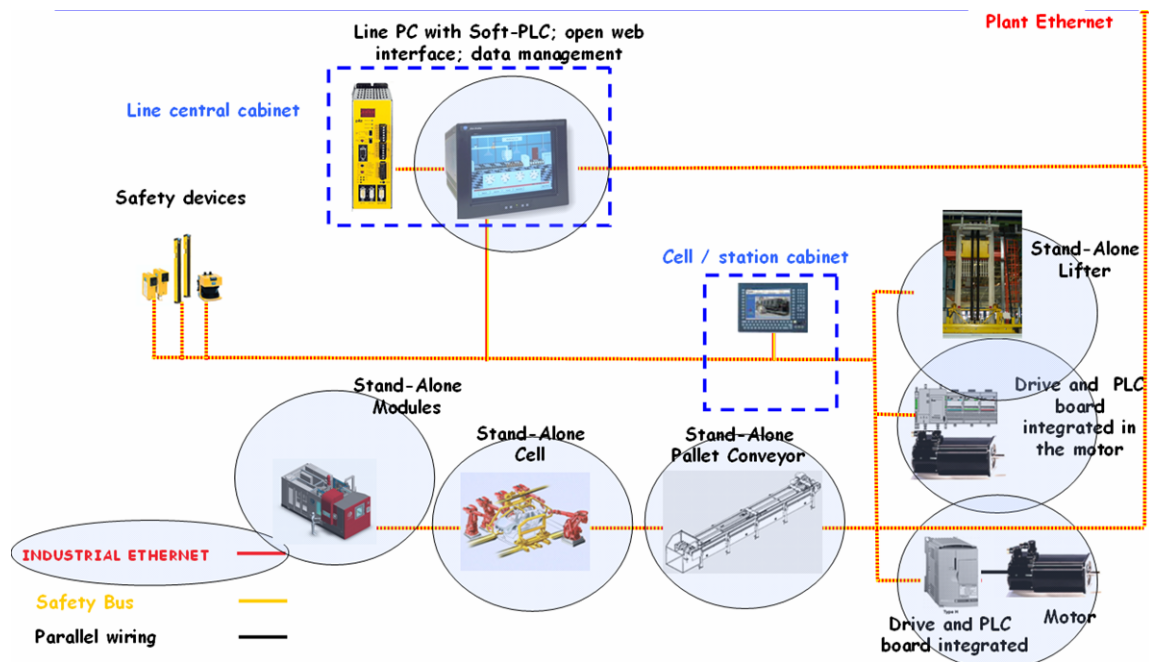 Plant Ethernet
Line PC with Soft-PLC; open web
interface; data management
Line central cabinet
Safety devices
Cell / station cabinet
Stand-Alone
Lifter
Stand-Alone
Modules
Drive and PLC
board
integrated in
the motor
Stand-Alone
Cell
Stand-Alone
Pallet Conveyor
INDUSTRIAL ETHERNET
Safety Bus
Parallel wiring
Type H
Motor
Drive and PLC
board integrated